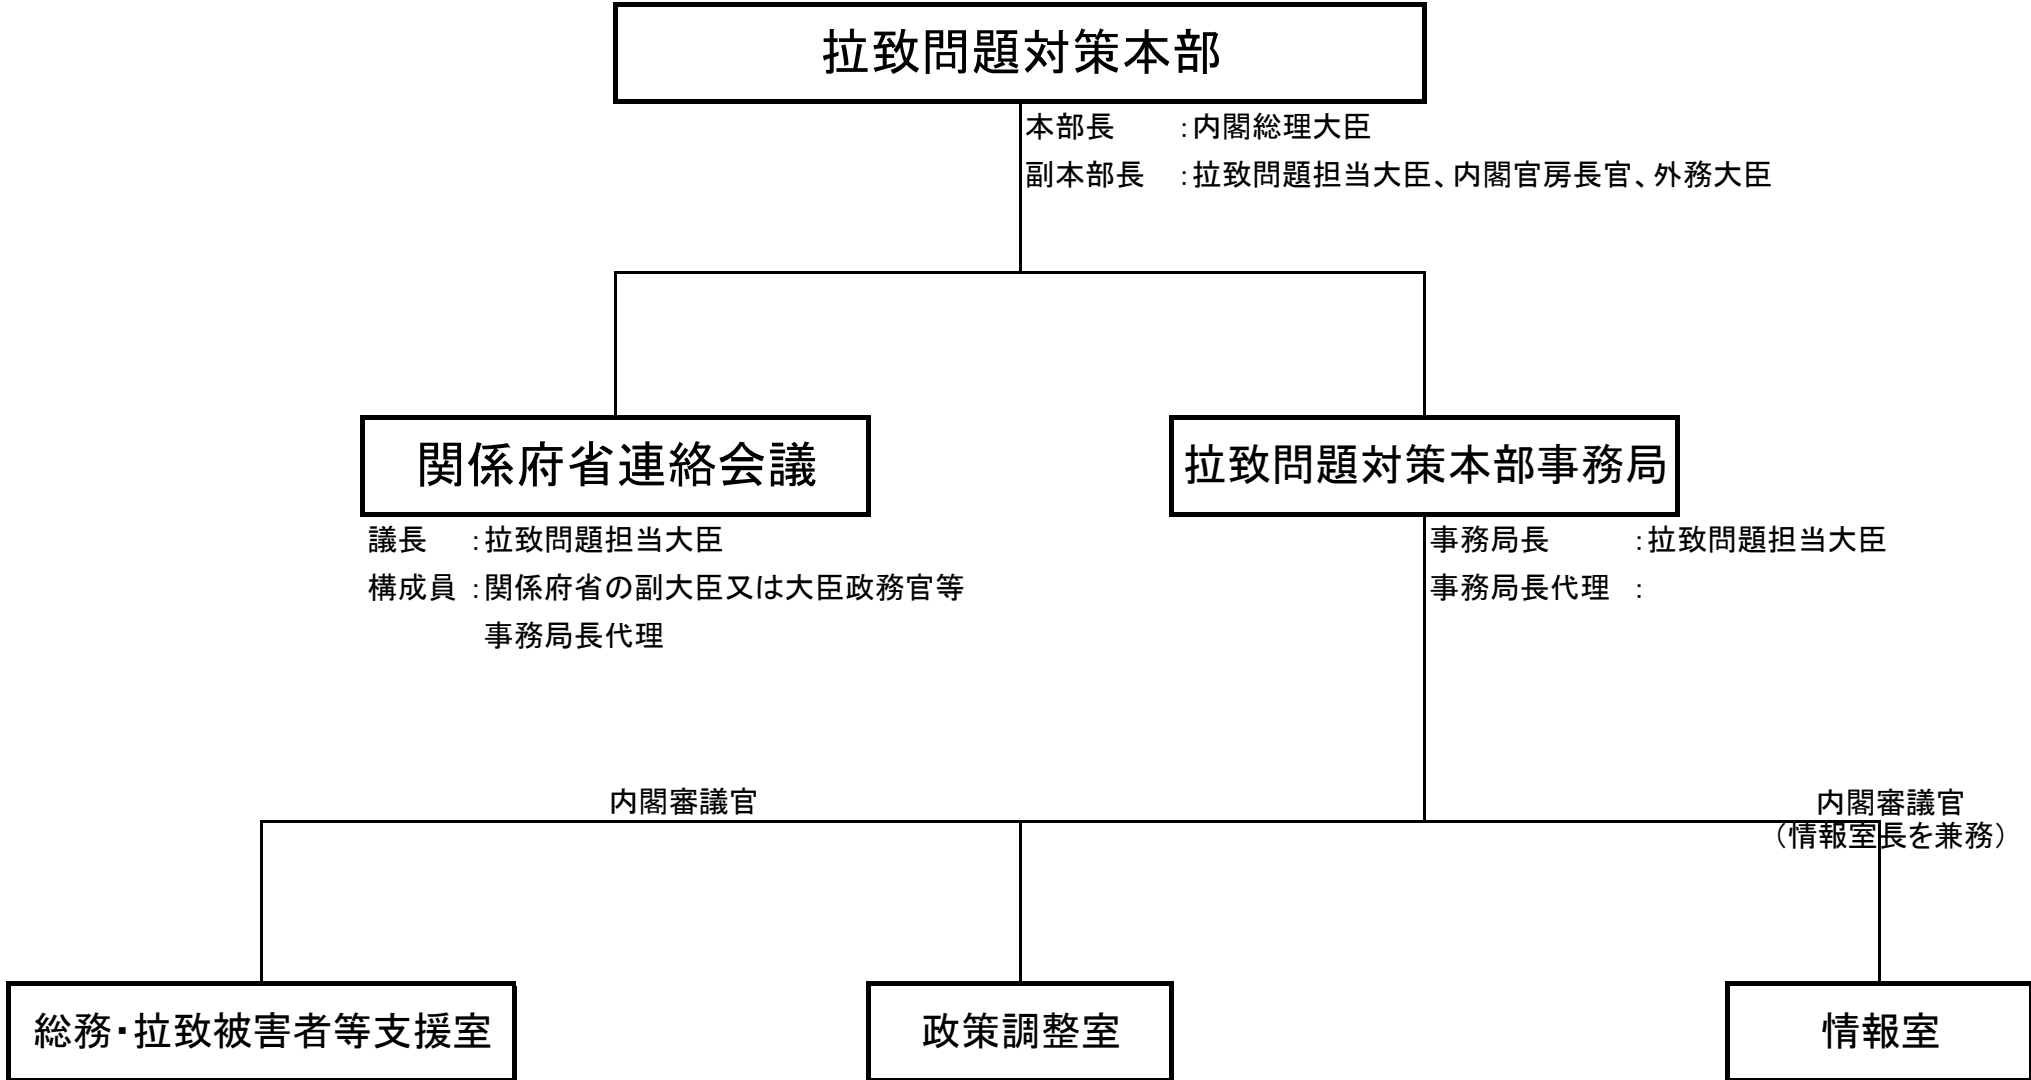 拉致問題対策本部
本部長　：内閣総理大臣
副本部長　：拉致問題担当大臣、内閣官房長官、外務大臣
関係府省連絡会議
拉致問題対策本部事務局
議長　：拉致問題担当大臣
構成員　：関係府省の副大臣又は大臣政務官等
事務局長代理
事務局長　：拉致問題担当大臣
事務局長代理　：
内閣審議官
内閣審議官
（情報室長を兼務）
総務・拉致被害者等支援室
政策調整室
情報室